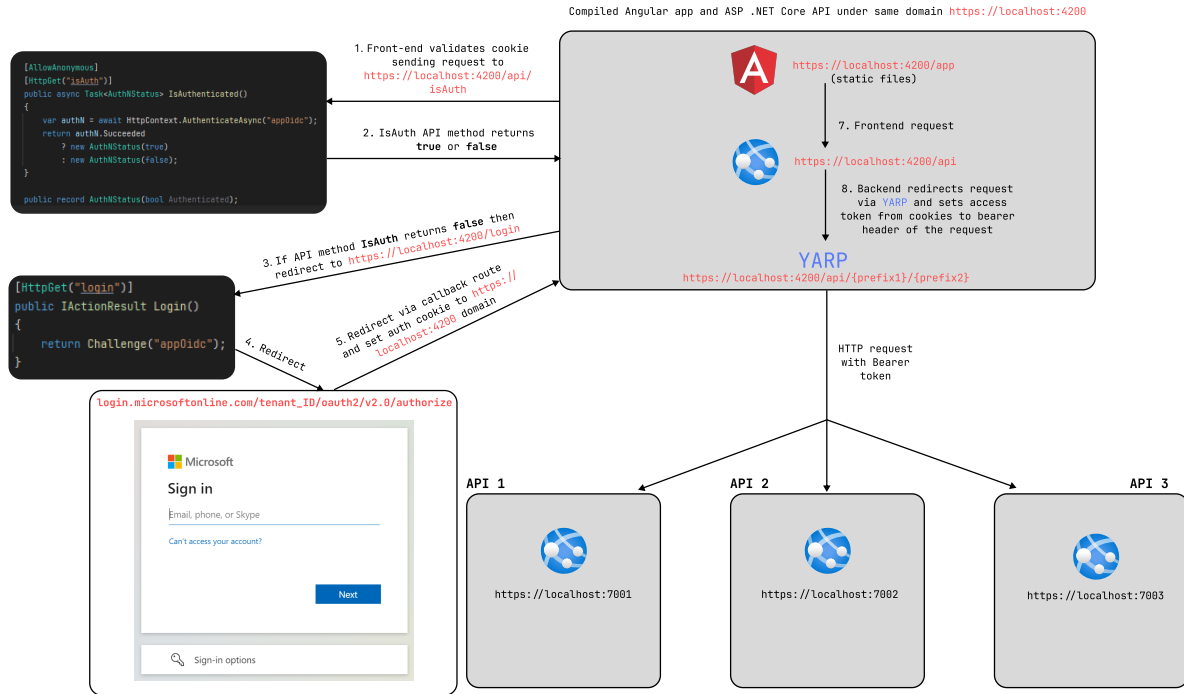 Compiled Angular app and ASP .NET Core API under same domain https://localhost:4200
[AllowAnonymous]
[HttpGet("isAuth")]
public async Task<AuthNStatus> IsAuthenticated()
{
var authN = await HttpContext.AuthenticateAsync("appOidc");
return authN.Succeeded
? new AuthNStatus(true)
: new AuthNStatus(false);
}
public record AuthNStatus(bool Authenticated);
1. Front-end validates cookie
sending request to
https://localhost:4200/api/
isAuth
2. IsAuth API method returns
true or false
https://localhost:4200/app
(static files)
7. Frontend request
https://localhost:4200/api
8. Backend redirects request
via YARP and sets access
token from cookies to bearer
header of the request
YARP
https://localhost:4200/api/{prefix1}/{prefix2}
3. If API method IsAuth returns false then
redirect to https://localhost:4200/login
[HttpGet("login")]
public IActionResult Login()
{
return Challenge("appOidc");
}
4. Redirect
5. Redirect via callback route
and set auth cookie to https://
localhost:4200 domain
login.microsoftonline.com/tenant_ID/oauth2/v2.0/authorize
Microsoft
Sign in
Email, phone, or Skype
Can't access your account?
Next
Sign-in options
HTTP request
with Bearer
token
API 1
https://localhost:7001
API 2
https://localhost:7002
API 3
https://localhost:7003